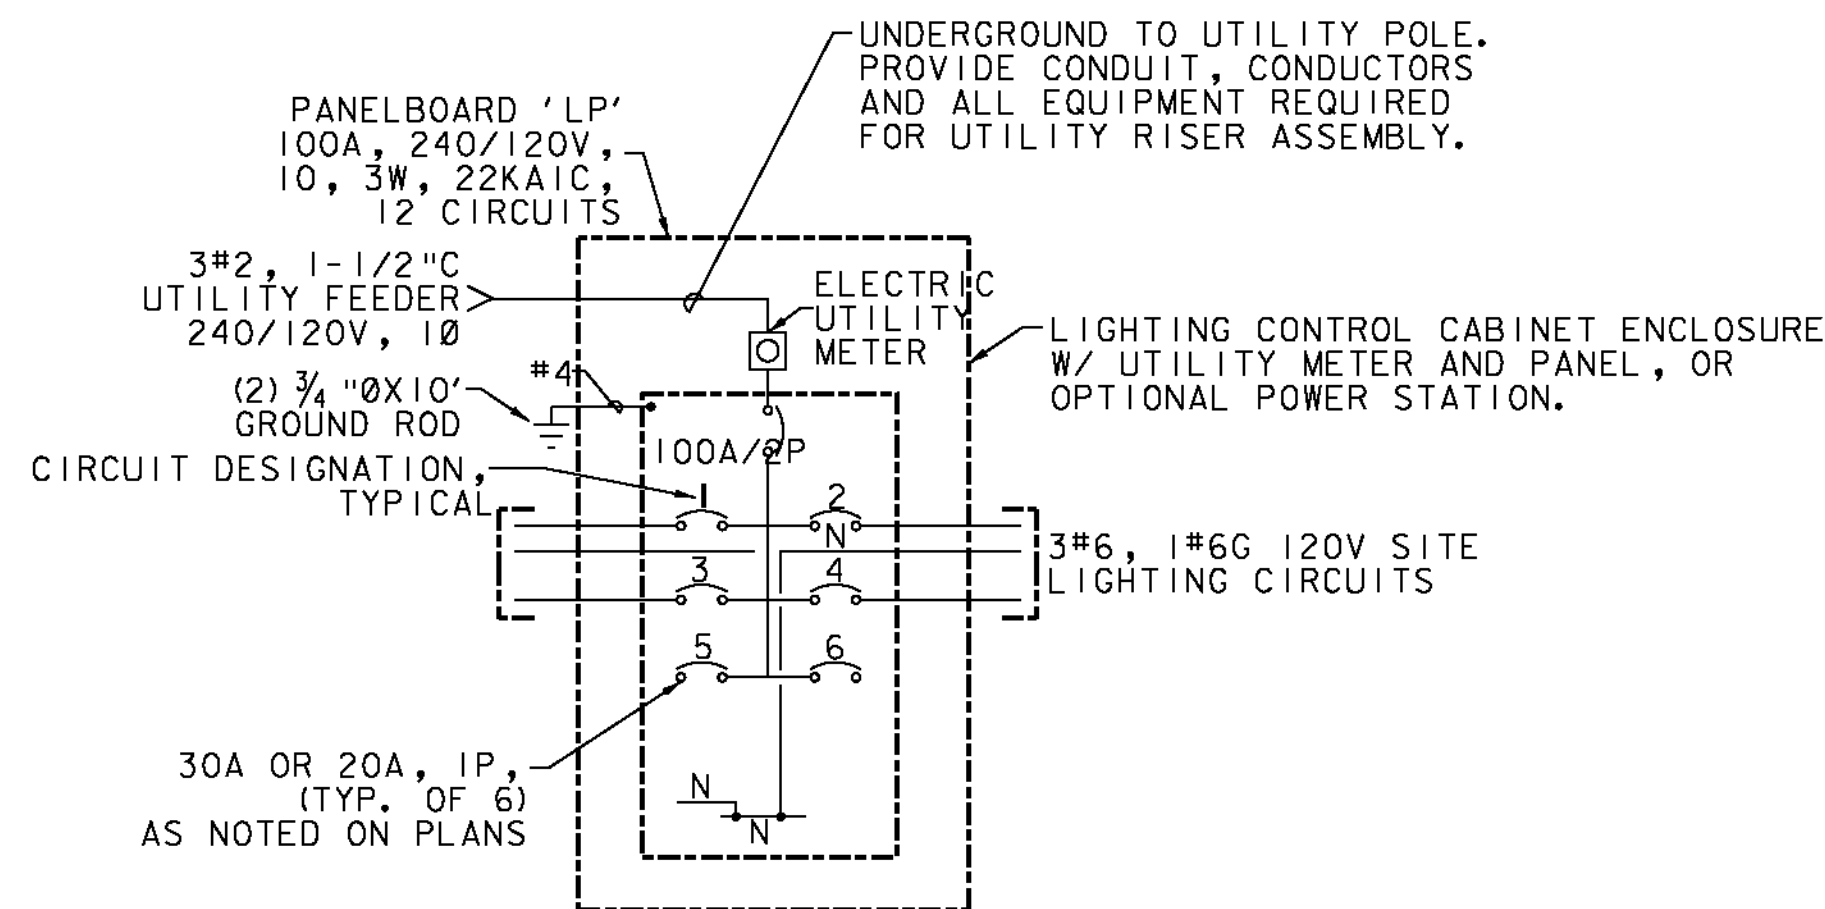 UNDERGROUND TO UTILITY POLE.
PROVIDE CONDUIT, CONDUCTORS
AND ALL EQUIPMENT REQUIRED
FOR UTILITY RISER ASSEMBLY.
PANELBOARD 'LP'
100A, 240/120V,
10, 3W, 22KAIC,
12 CIRCUITS
3#2, 1-1/2"C
UTILITY FEEDER
240/120V, 1Ø
ELECTRIC
UTILITY
METER
LIGHTING CONTROL CABINET ENCLOSURE
W/ UTILITY METER AND PANEL, OR
OPTIONAL POWER STATION.
#4
(2) ¾ "ØX10'
GROUND ROD
100A/2P
CIRCUIT DESIGNATION,
TYPICAL
1
2
N
3
4
3#6, 1#6G 120V SITE
LIGHTING CIRCUITS
5
6
30A OR 20A, 1P,
(TYP. OF 6)
AS NOTED ON PLANS
N
N